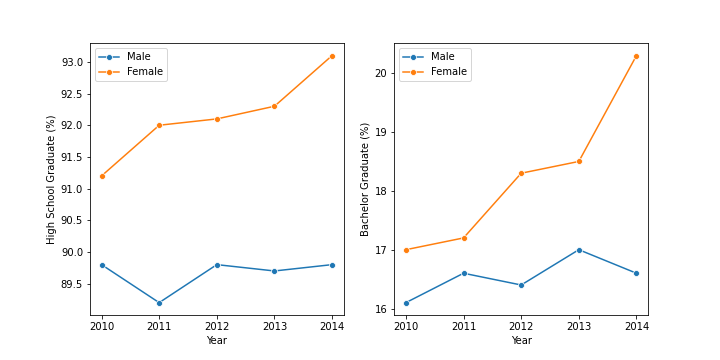 Male
Female
High School Graduate (%)
93.0
92.5
92.0
91.5
91.0
90.5
90.0
89.5
2010 2011 2012 2013 2014
Year
Male
Female
Bachelor Graduate (%)
20
19
18
17
16
2010 2011 2012 2013 2014
Year